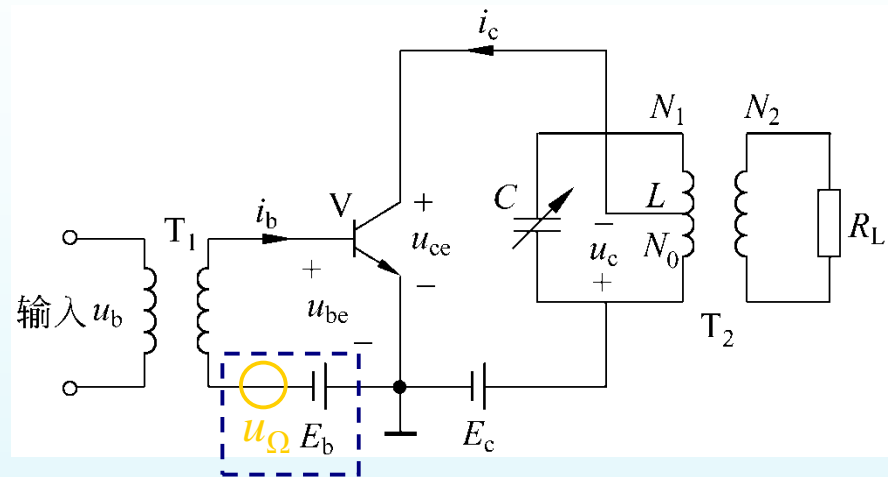 i_c
N_1
N_2
V
+
C
−
L
R_L
T_1
i_b
u_ce
u_c
N_0
+
−
+
输入 u_b
u_be
T_2
−
u_Ω
E_b
E_c